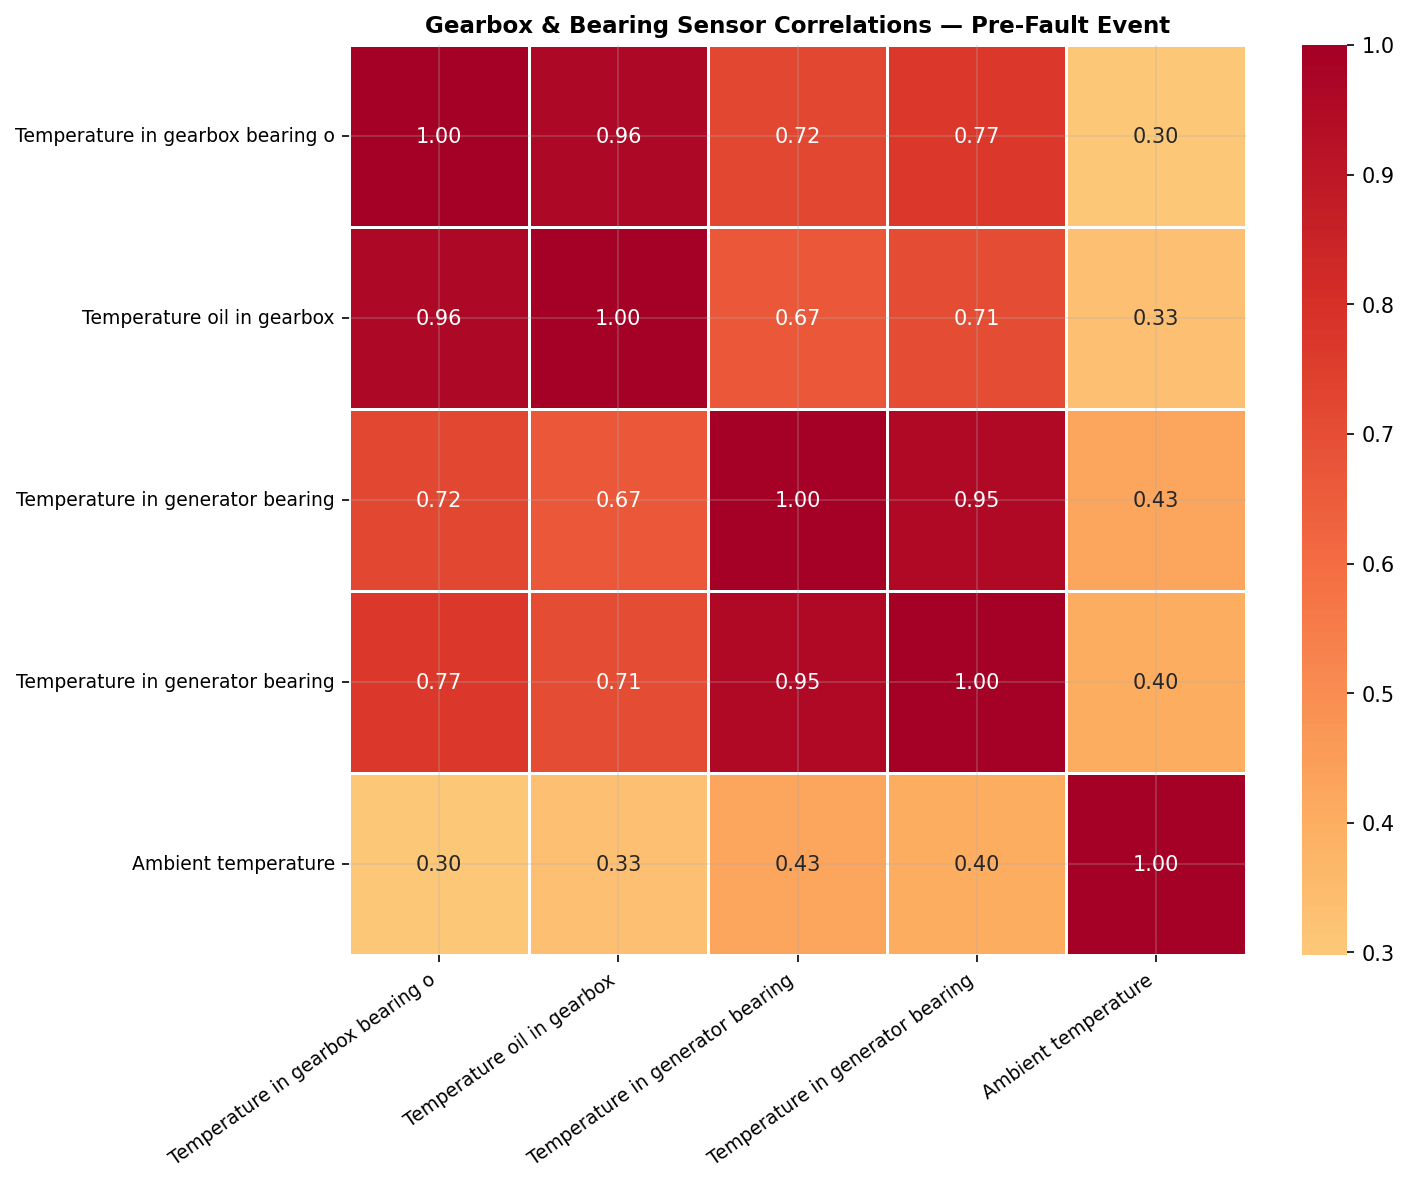 Gearbox & Bearing Sensor Correlations — Pre-Fault Event
Temperature in gearbox bearing o
1.00 0.96 0.72 0.77 0.30
Temperature oil in gearbox
0.96 1.00 0.67 0.71 0.33
Temperature in generator bearing
0.72 0.67 1.00 0.95 0.43
Temperature in generator bearing
0.77 0.71 0.95 1.00 0.40
Ambient temperature
0.30 0.33 0.43 0.40 1.00
Temperature in gearbox bearing o
Temperature oil in gearbox
Temperature in generator bearing
Temperature in generator bearing
Ambient temperature
1.0
0.9
0.8
0.7
0.6
0.5
0.4
0.3